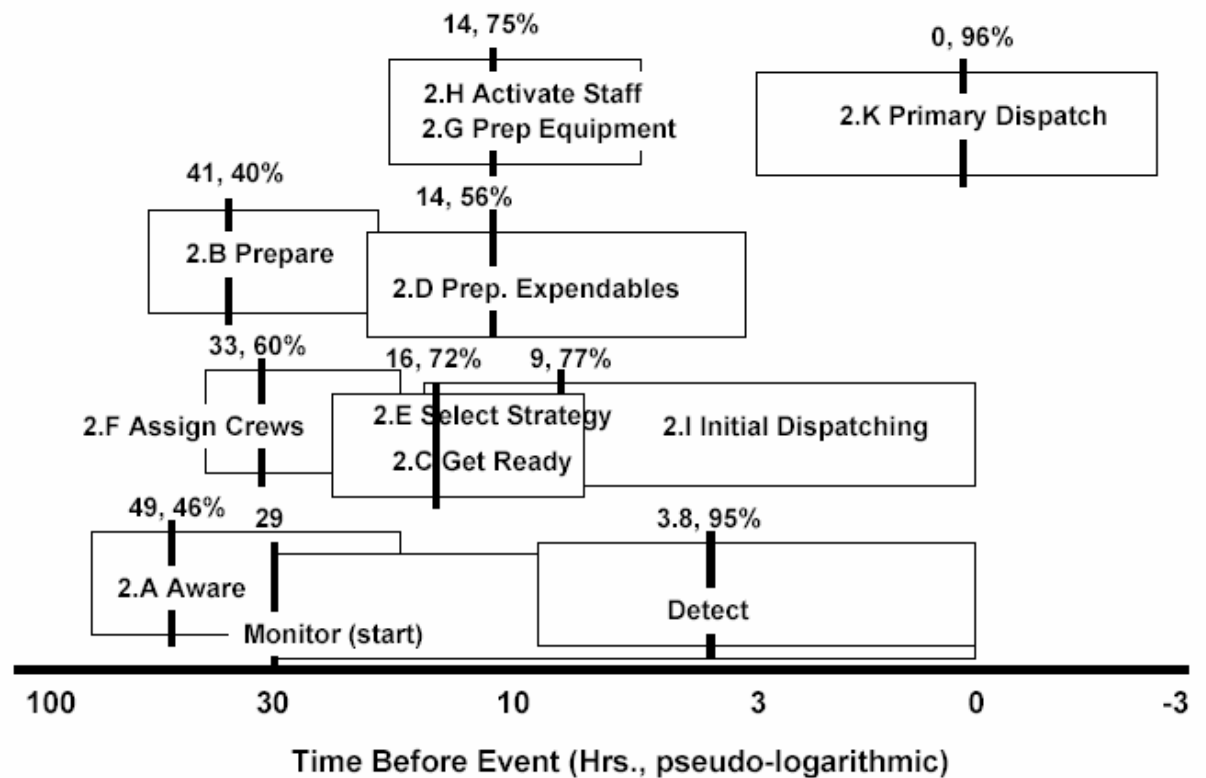 14, 75%
0, 96%
2.H Activate Staff
2.G Prep Equipment
2.K Primary Dispatch
41, 40%
14, 56%
2.B Prepare
2.D Prep. Expendables
33, 60%
16, 72%
9, 77%
2.F Assign Crews
2.E Select Strategy
2.I Initial Dispatching
2.C Get Ready
49, 46%
29
3.8, 95%
2.A Aware
Detect
Monitor (start)
100 30 10 3 0 -3
Time Before Event (Hrs., pseudo-logarithmic)